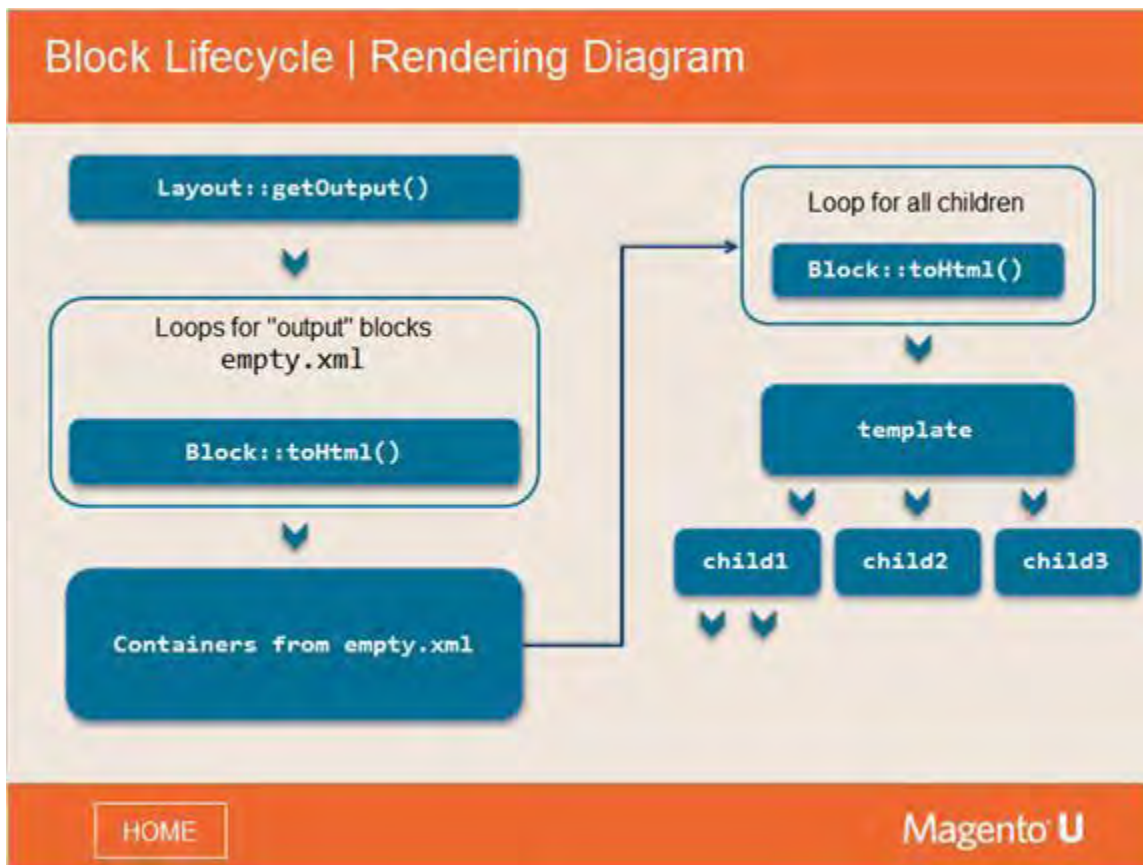 Block Lifecycle | Rendering Diagram
Layout::getOutput()
Loops for "output" blocks
empty.xml
Block::toHtml()
Containers from empty.xml
Loop for all children
Block::toHtml()
template
child1
child2
child3
HOME
Magento U